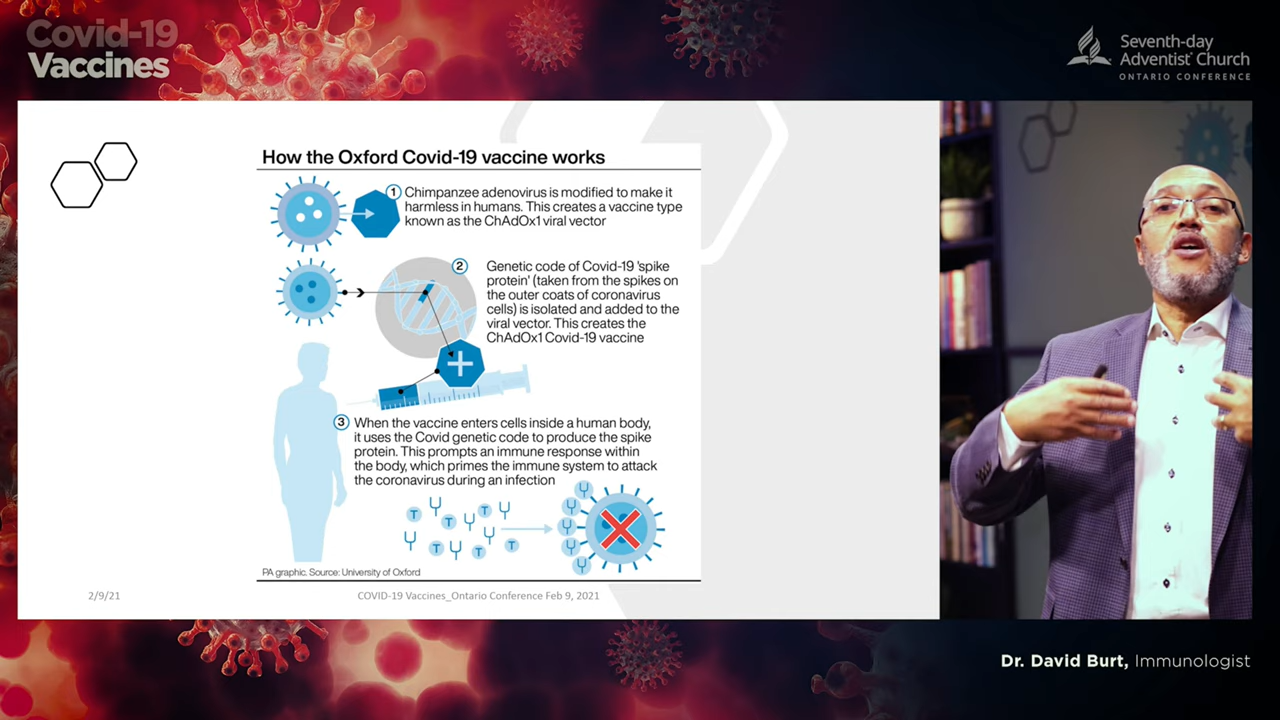 Covid-19
Vaccines
Seventh-day
Adventist® Church
ONTARIO CONFERENCE
How the Oxford Covid-19 vaccine works
1
Chimpanzee adenovirus is modified to make it
harmless in humans. This creates a vaccine type
known as the ChAdOx1 viral vector
2
Genetic code of Covid-19 'spike
protein' (taken from the spikes on
the outer coats of coronavirus
cells) is isolated and added to the
viral vector. This creates the
ChAdOx1 Covid-19 vaccine
3
When the vaccine enters cells inside a human body,
it uses the Covid genetic code to produce the spike
protein. This prompts an immune response within
the body, which primes the immune system to attack
the coronavirus during an infection
T
T
T
T
T
T
PA graphic. Source: University of Oxford
2/9/21
COVID-19 Vaccines_Ontario Conference Feb 9, 2021
Dr. David Burt, Immunologist